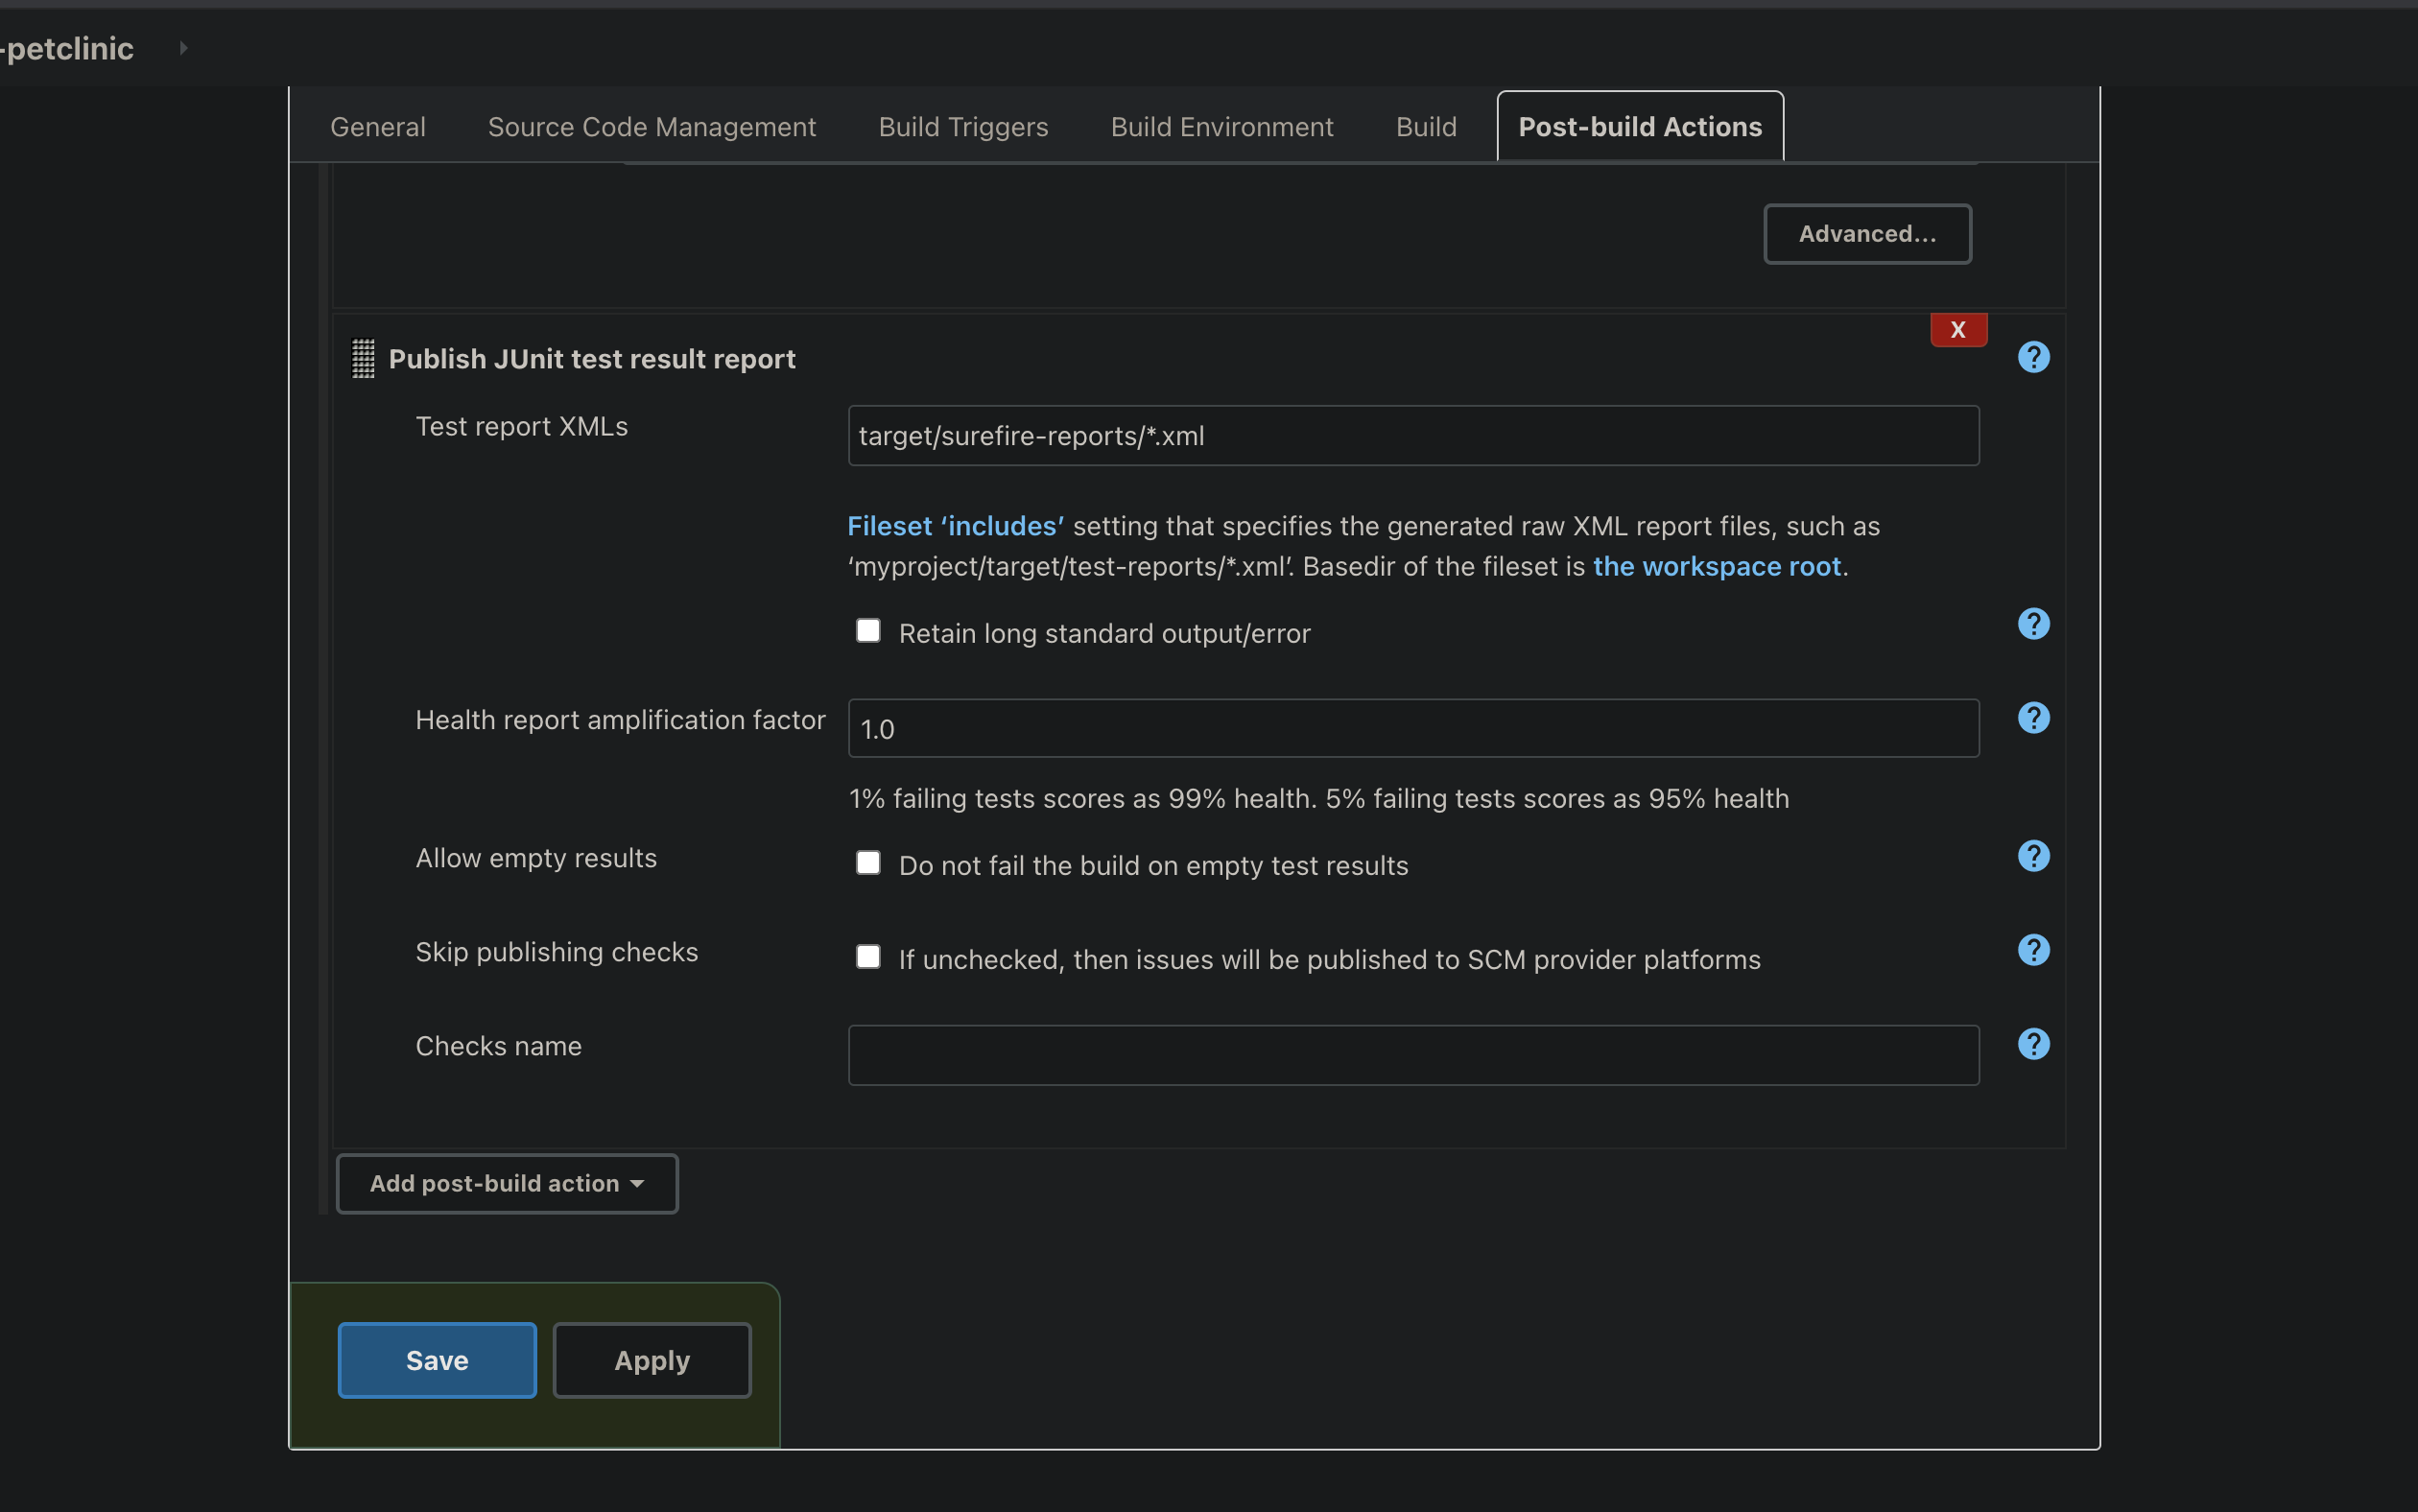 -petclinic
General Source Code Management Build Triggers Build Environment Build Post-build Actions
Advanced...
X
Publish JUnit test result report ?
Test report XMLs target/surefire-reports/*.xml
Fileset ‘includes’ setting that specifies the generated raw XML report files, such as
‘myproject/target/test-reports/*.xml’. Basedir of the fileset is the workspace root.
Retain long standard output/error ?
Health report amplification factor 1.0 ?
1% failing tests scores as 99% health. 5% failing tests scores as 95% health
Allow empty results Do not fail the build on empty test results ?
Skip publishing checks If unchecked, then issues will be published to SCM provider platforms ?
Checks name ?
Add post-build action
Save Apply